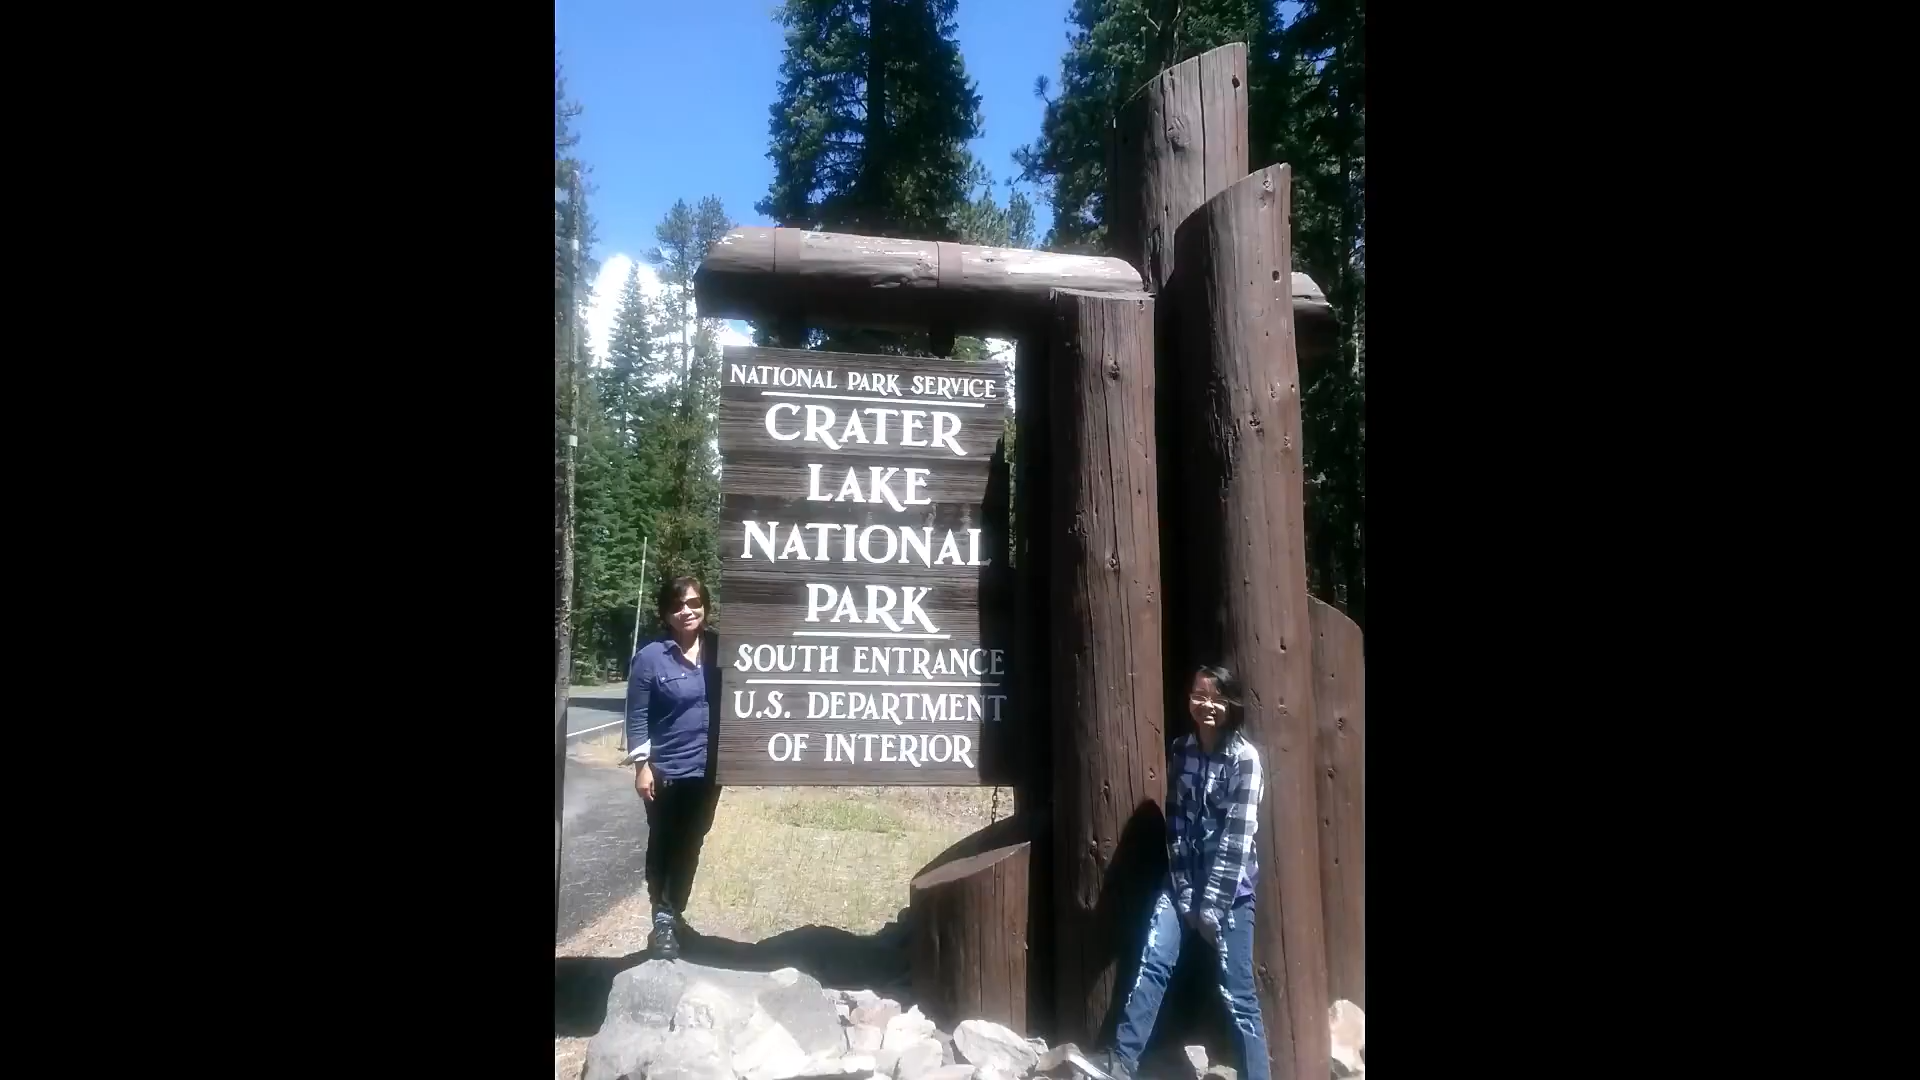 NATIONAL PARK SERVICE
CRATER
LAKE
NATIONAL
PARK
SOUTH ENTRANCE
U.S. DEPARTMENT
OF INTERIOR